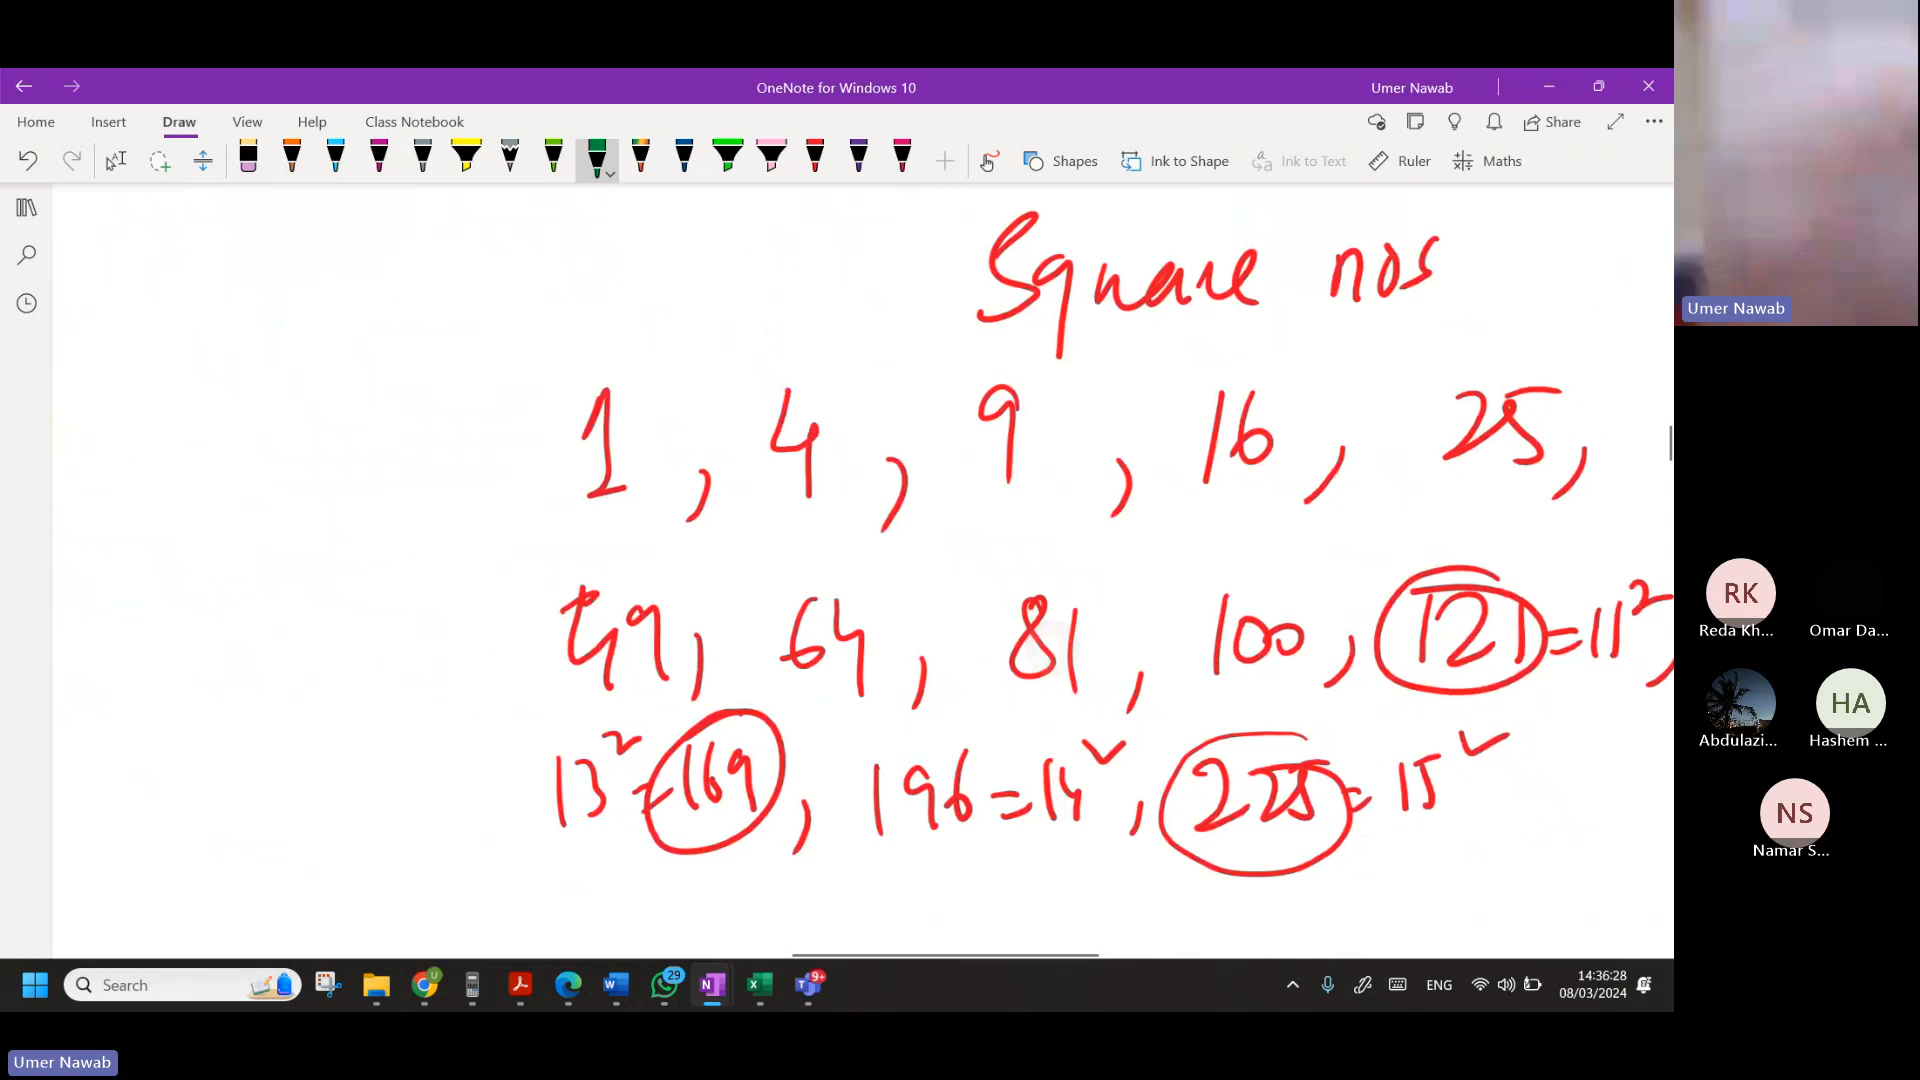 OneNote for Windows 10
Umer Nawab
Home Insert Draw View Help Class Notebook
Share
Shapes Ink to Shape Ink to Text Ruler Maths
Square nos
1 , 4 , 9 , 16 , 25 ,
49 , 64 , 81 , 100 , 121 = 11² ,
13² = 169 , 196 = 14² , 225 = 15²
Umer Nawab
RK
Reda Kh...
Omar Da...
Abdulazi...
HA
Hashem ...
NS
Namar S...
Search
29
9+
ENG
14:36:28
08/03/2024
Umer Nawab